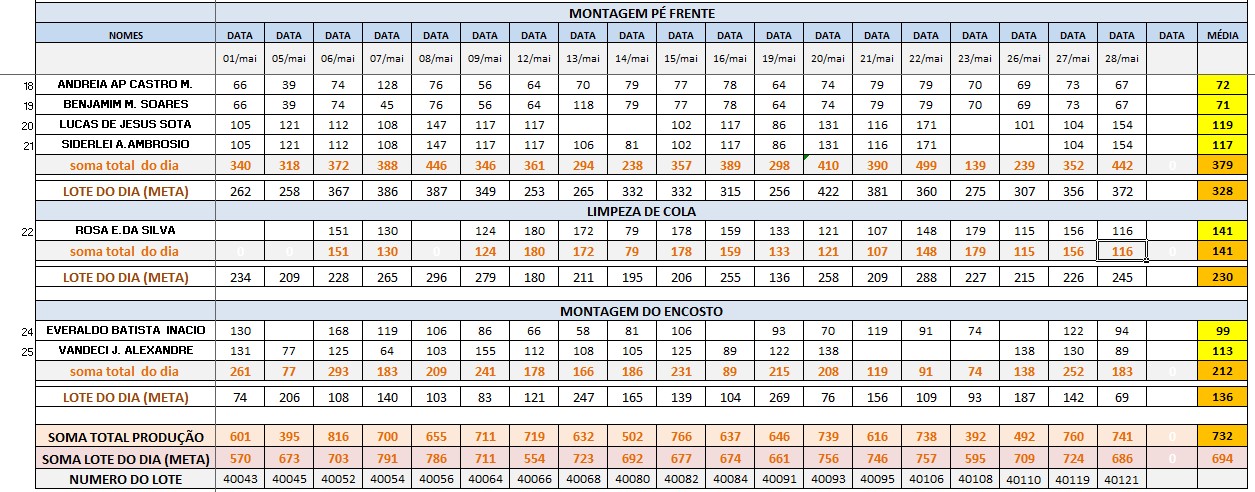 MONTAGEM PÉ FRENTE
NOMES DATA DATA DATA DATA DATA DATA DATA DATA DATA DATA DATA DATA DATA DATA DATA DATA DATA DATA DATA DATA MÉDIA
01/mai 05/mai 06/mai 07/mai 08/mai 09/mai 12/mai 13/mai 14/mai 15/mai 16/mai 19/mai 20/mai 21/mai 22/mai 23/mai 26/mai 27/mai 28/mai
18 ANDREIA AP CASTRO M. 66 39 74 128 76 56 64 70 79 77 78 64 74 79 79 70 69 73 67 72
19 BENJAMIM M. SOARES 66 39 74 45 76 56 64 118 79 77 78 64 74 79 79 70 69 73 67 71
20 LUCAS DE JESUS SOTA 105 121 112 108 147 117 117 102 117 86 131 116 171 101 104 154 119
21 SIDERLEI A.AMBROSIO 105 121 112 108 147 117 117 106 81 102 117 86 131 116 171 104 154 117
soma total do dia 340 318 372 388 446 346 361 294 238 357 389 298 410 390 499 139 239 352 442 0 379
LOTE DO DIA (META) 262 258 367 386 387 349 253 265 332 332 315 256 422 381 360 275 307 356 372 328
LIMPEZA DE COLA
22 ROSA E.DA SILVA 151 130 124 180 172 79 178 159 133 121 107 148 179 115 156 116 141
soma total do dia 0 0 151 130 0 124 180 172 79 178 159 133 121 107 148 179 115 156 116 0 141
LOTE DO DIA (META) 234 209 228 265 296 279 180 211 195 206 255 136 258 209 288 227 215 226 245 230
MONTAGEM DO ENCOSTO
24 EVERALDO BATISTA INACIO 130 168 119 106 86 66 58 81 106 93 70 119 91 74 122 94 99
25 VANDECI J. ALEXANDRE 131 77 125 64 103 155 112 108 105 125 89 122 138 138 130 89 113
soma total do dia 261 77 293 183 209 241 178 166 186 231 89 215 208 119 91 74 138 252 183 0 212
LOTE DO DIA (META) 74 206 108 140 103 83 121 247 165 139 104 269 76 156 109 93 187 142 69 136
SOMA TOTAL PRODUÇÃO 601 395 816 700 655 711 719 632 502 766 637 646 739 616 738 392 492 760 741 0 732
SOMA LOTE DO DIA (META) 570 673 703 791 786 711 554 723 692 677 674 661 756 746 757 595 709 724 686 0 694
NUMERO DO LOTE 40043 40045 40052 40054 40056 40064 40066 40068 40080 40082 40084 40091 40093 40095 40106 40108 40110 40119 40121